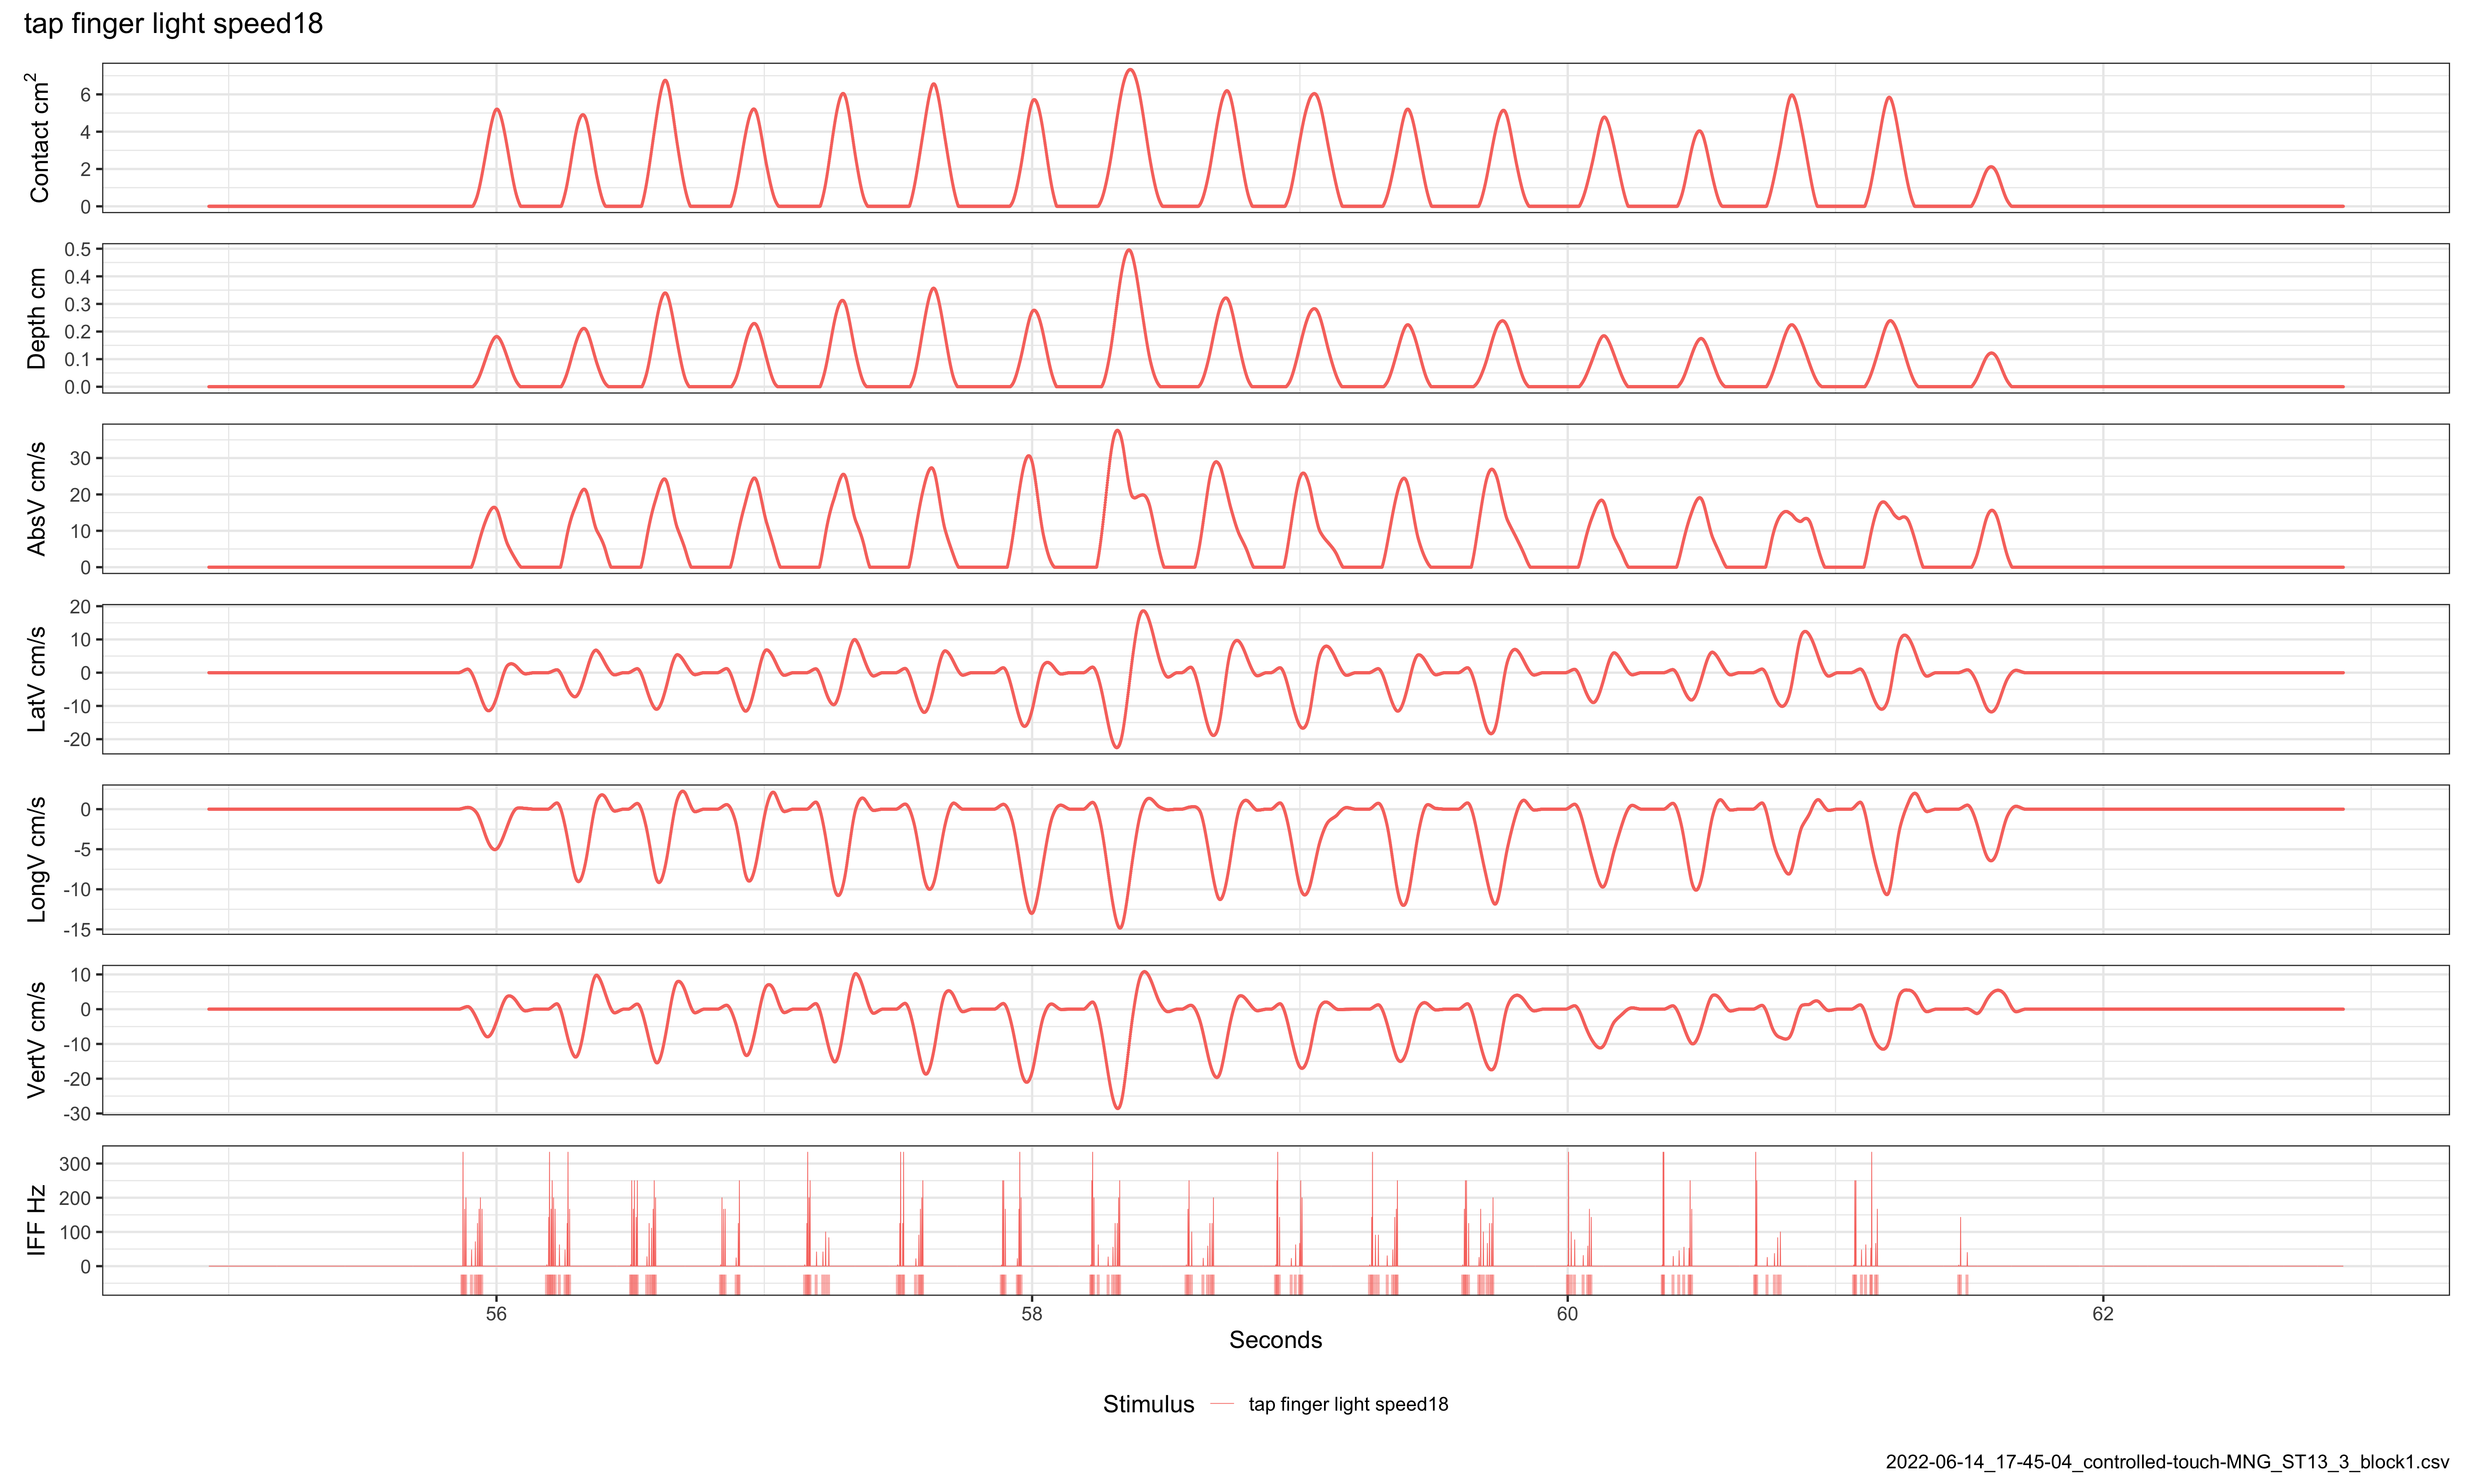 tap finger light speed18
Contact cm²
6
4
2
0
Depth cm
0.5
0.4
0.3
0.2
0.1
0.0
AbsV cm/s
30
20
10
0
LatV cm/s
20
10
0
-10
-20
LongV cm/s
0
-5
-10
-15
VertV cm/s
10
0
-10
-20
-30
IFF Hz
300
200
100
0
56 58 60 62
Seconds
Stimulus tap finger light speed18
2022-06-14_17-45-04_controlled-touch-MNG_ST13_3_block1.csv